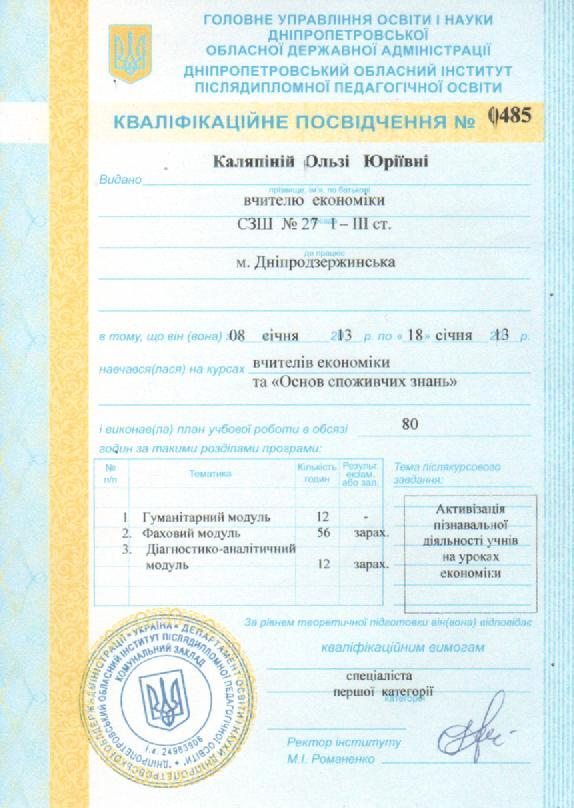 ГОЛОВНЕ УПРАВЛІННЯ ОСВІТИ І НАУКИ
ДНІПРОПЕТРОВСЬКОЇ
ОБЛАСНОЇ ДЕРЖАВНОЇ АДМІНІСТРАЦІЇ
ДНІПРОПЕТРОВСЬКИЙ ОБЛАСНИЙ ІНСТИТУТ
ПІСЛЯДИПЛОМНОЇ ПЕДАГОГІЧНОЇ ОСВІТИ
КВАЛІФІКАЦІЙНЕ ПОСВІДЧЕННЯ № 0485
Каляпіній Ользі Юріївні
Видано
прізвище, ім'я, по батькові
вчителю економіки
СЗШ № 27 І – ІІІ ст.
де працює
м. Дніпродзержинська
в тому, що він (вона) з 08 січня 13 р. по « 18 » січня 13 р.
навчався(лася) на курсах вчителів економіки
та «Основ споживчих знань»
і виконав(ла) план учбової роботи в обсязі 80
годин за такими розділами програми:
№ п/п Тематика Кількість годин Результ. екзам. або зал.
1 Гуманітарний модуль 12 -
2. Фаховий модуль 56 зарах.
3. Діагностико-аналітичний
модуль 12 зарах.
Тема післякурсового
завдання:
Активізація
пізнавальної
діяльності учнів
на уроках
економіки
За рівнем теоретичної підготовки він(вона) відповідає
кваліфікаційним вимогам
спеціаліста
першої категорії
категорія
Ректор інституту
М.І. Романенко
УКРАЇНА * ДЕПАРТАМЕНТ ОСВІТИ І НАУКИ ДНІПРОПЕТРОВСЬКОЇ ОБЛДЕРЖАДМІНІСТРАЦІЇ
ДНІПРОПЕТРОВСЬКИЙ ОБЛАСНИЙ ІНСТИТУТ ПІСЛЯДИПЛОМНОЇ ПЕДАГОГІЧНОЇ ОСВІТИ
КОМУНАЛЬНИЙ ЗАКЛАД
і.к. 24983906